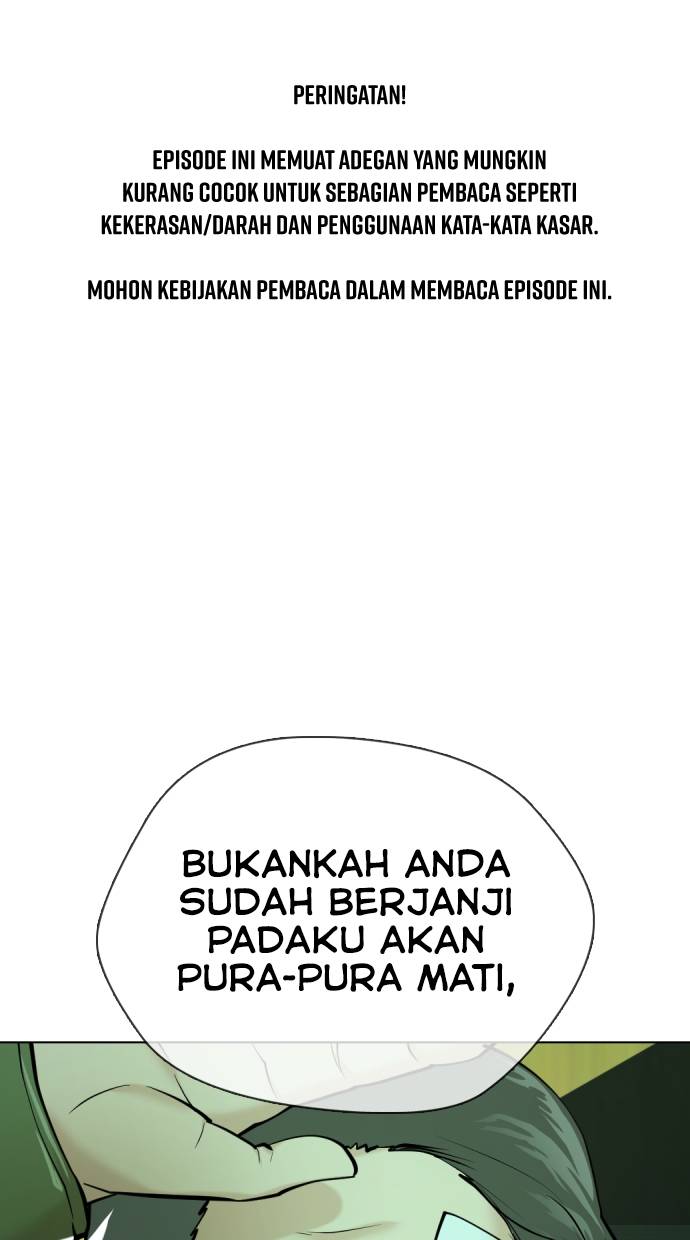 PERINGATAN!
EPISODE INI MEMUAT ADEGAN YANG MUNGKIN
KURANG COCOK UNTUK SEBAGIAN PEMBACA SEPERTI
KEKERASAN/DARAH DAN PENGGUNAAN KATA-KATA KASAR.
MOHON KEBIJAKAN PEMBACA DALAM MEMBACA EPISODE INI.
BUKANKAH ANDA
SUDAH BERJANJI
PADAKU AKAN
PURA-PURA MATI,